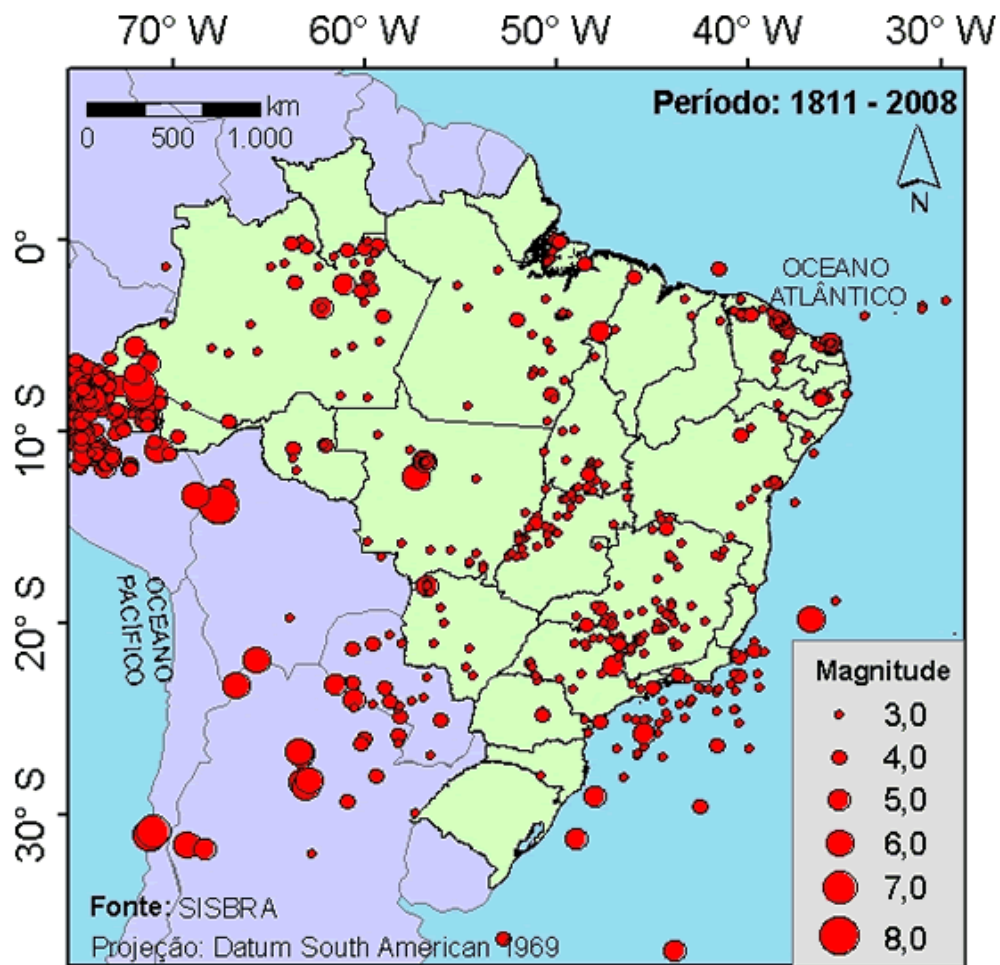 70° W 60° W 50° W 40° W 30° W
km
0 500 1.000
Período: 1811 - 2008
N
0°
10° S
20° S
30° S
OCEANO
ATLÂNTICO
OCEANO
PACÍFICO
Magnitude
3,0
4,0
5,0
6,0
7,0
8,0
Fonte: SISBRA
Projeção: Datum South American 1969